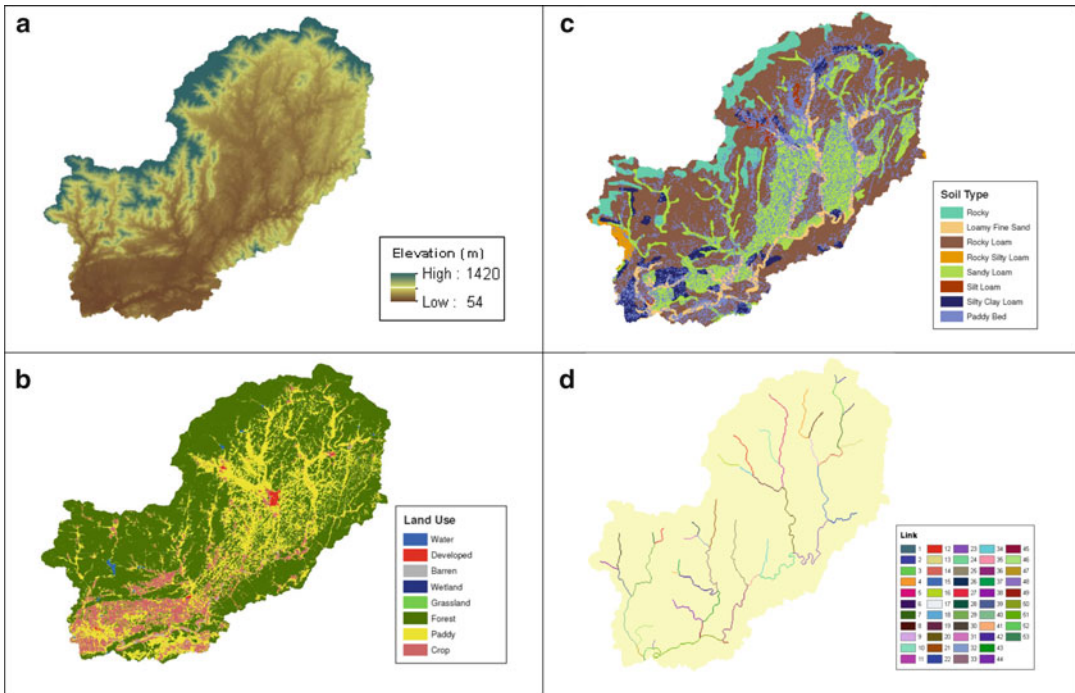 a
Elevation (m)
High : 1420
Low : 54
c
Soil Type
Rocky
Loamy Fine Sand
Rocky Loam
Rocky Silty Loam
Sandy Loam
Silt Loam
Silty Clay Loam
Paddy Bed
b
Land Use
Water
Developed
Barren
Wetland
Grassland
Forest
Paddy
Crop
d
Link
1 12 23 34 45
2 13 24 35 46
3 14 25 36 47
4 15 26 37 48
5 16 27 38 49
6 17 28 39 50
7 18 29 40 51
8 19 30 41 52
9 20 31 42 53
10 21 32 43
11 22 33 44